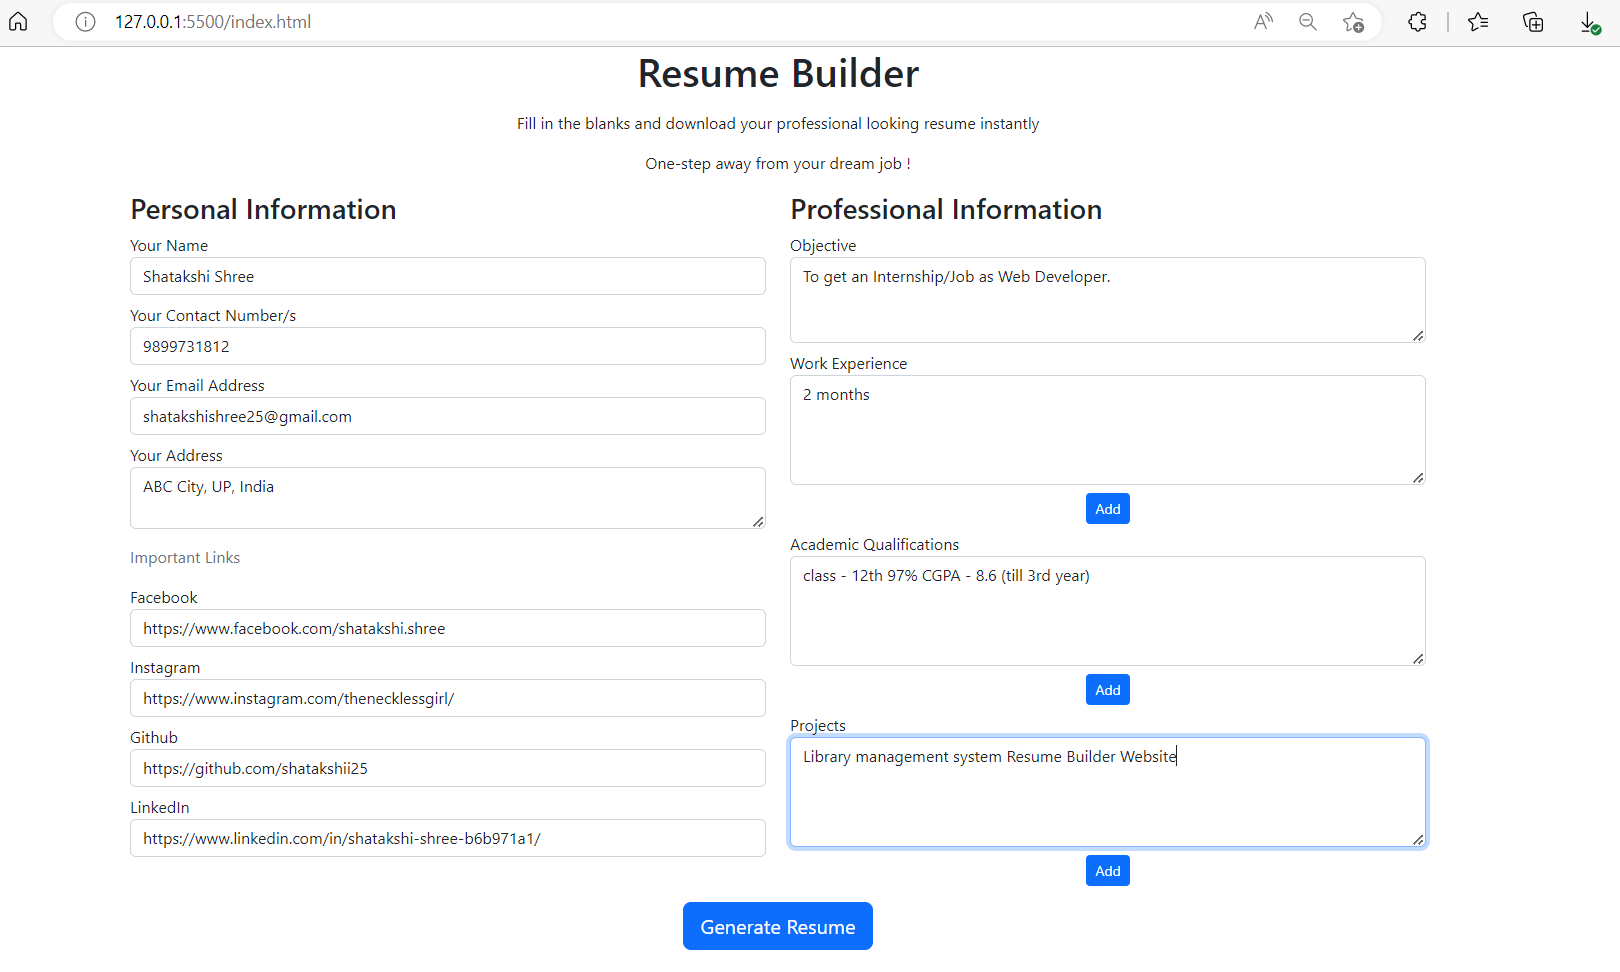 127.0.0.1:5500/index.html
Resume Builder
Fill in the blanks and download your professional looking resume instantly
One-step away from your dream job !
Personal Information
Your Name
Shatakshi Shree
Your Contact Number/s
9899731812
Your Email Address
shatakshishree25@gmail.com
Your Address
ABC City, UP, India
Important Links
Facebook
https://www.facebook.com/shatakshi.shree
Instagram
https://www.instagram.com/thenecklessgirl/
Github
https://github.com/shatakshii25
LinkedIn
https://www.linkedin.com/in/shatakshi-shree-b6b971a1/
Professional Information
Objective
To get an Internship/Job as Web Developer.
Work Experience
2 months
Add
Academic Qualifications
class - 12th 97% CGPA - 8.6 (till 3rd year)
Add
Projects
Library management system Resume Builder Website
Add
Generate Resume